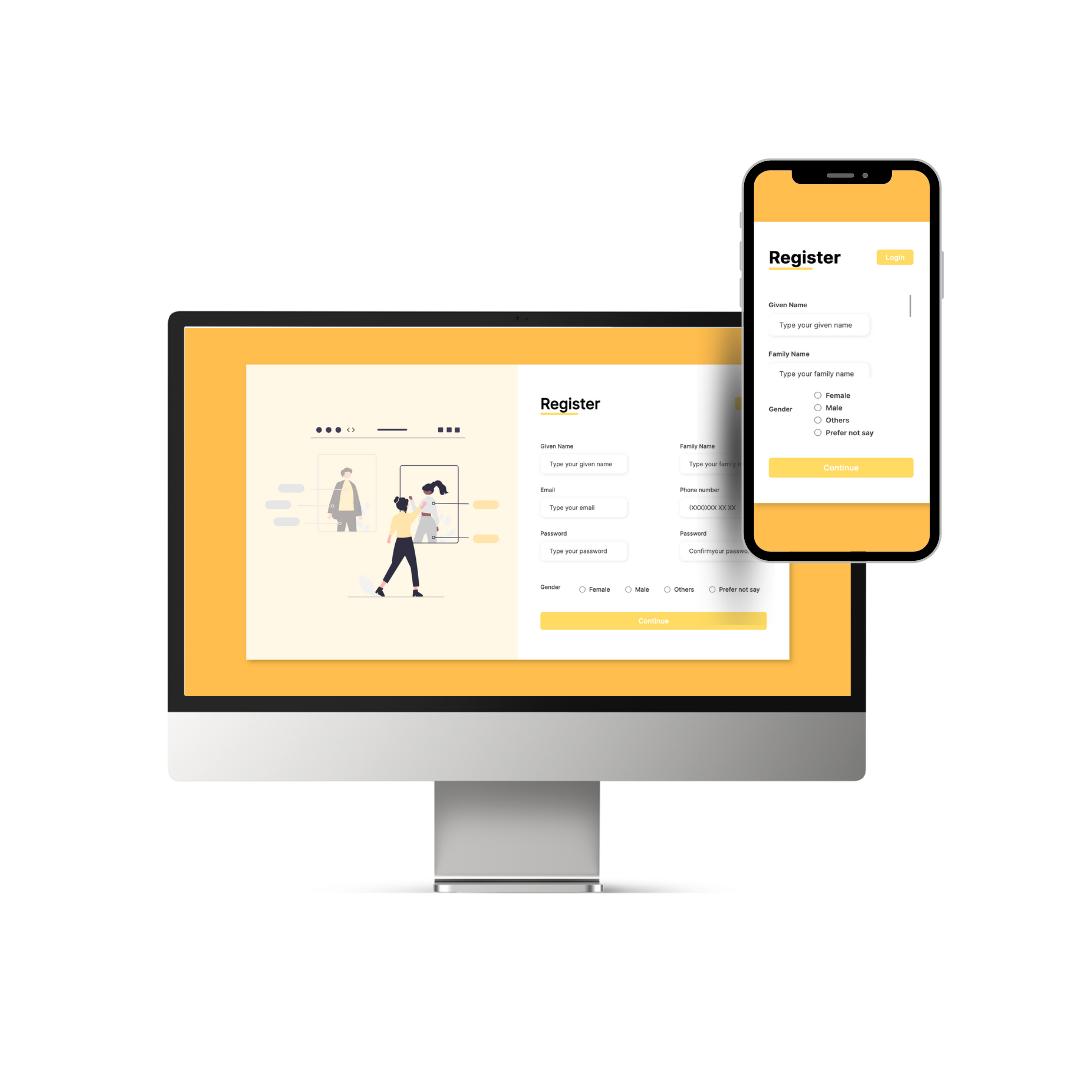 Register
Login
Given Name
Type your given name
Family Name
Type your family name
Gender
Female
Male
Others
Prefer not say
Continue
Register
Given Name
Family Name
Type your given name
Type your family
Email
Phone number
Type your email
(XXX)XXX XX XX
Password
Password
Type your password
Confirmyour passwo
Gender
Female
Male
Others
Prefer not say
Continue